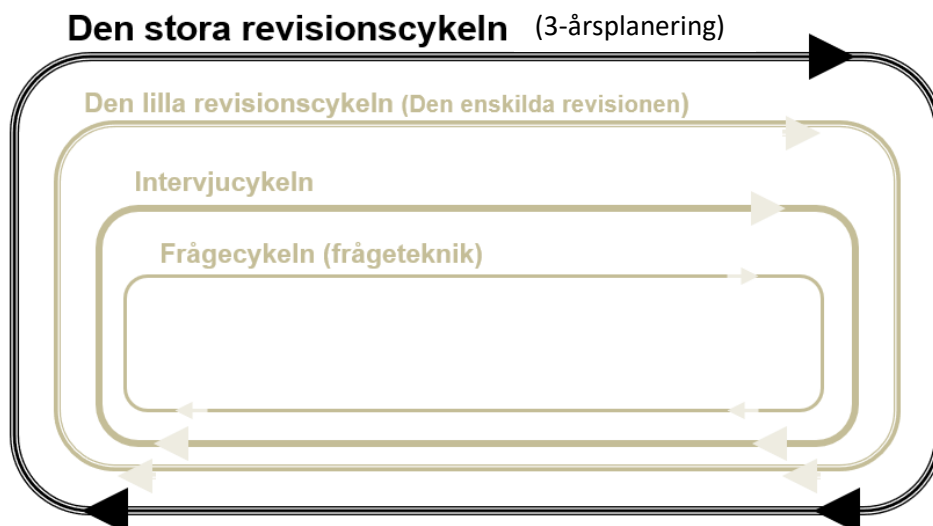 Den stora revisionscykeln (3-årsplanering)
Den lilla revisionscykeln (Den enskilda revisionen)
Intervjucykeln
Frågecykeln (frågeteknik)